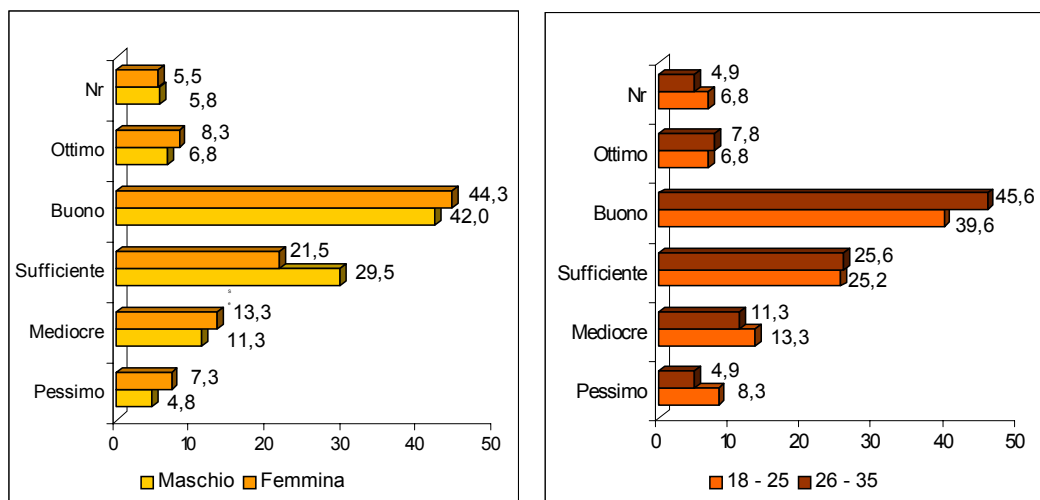 Nr
5,5
5,8
Ottimo
8,3
6,8
Buono
44,3
42,0
Sufficiente
21,5
29,5
Mediocre
13,3
11,3
Pessimo
7,3
4,8
0 10 20 30 40 50
Maschio Femmina
Nr
4,9
6,8
Ottimo
7,8
6,8
Buono
45,6
39,6
Sufficiente
25,6
25,2
Mediocre
11,3
13,3
Pessimo
4,9
8,3
0 10 20 30 40 50
18 - 25 26 - 35